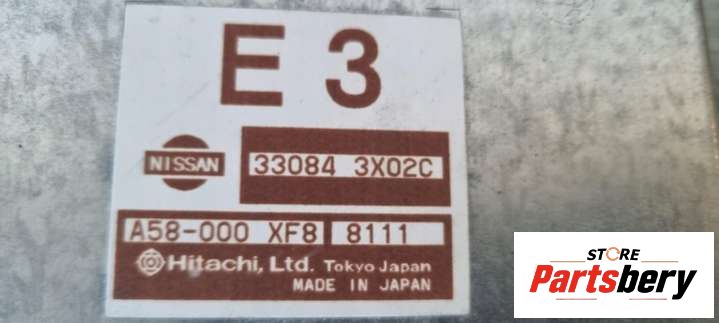 E 3
NISSAN 33084 3X02C
A58-000 XF8 8111
Hitachi, Ltd. Tokyo Japan
MADE IN JAPAN
STORE
Partsbery